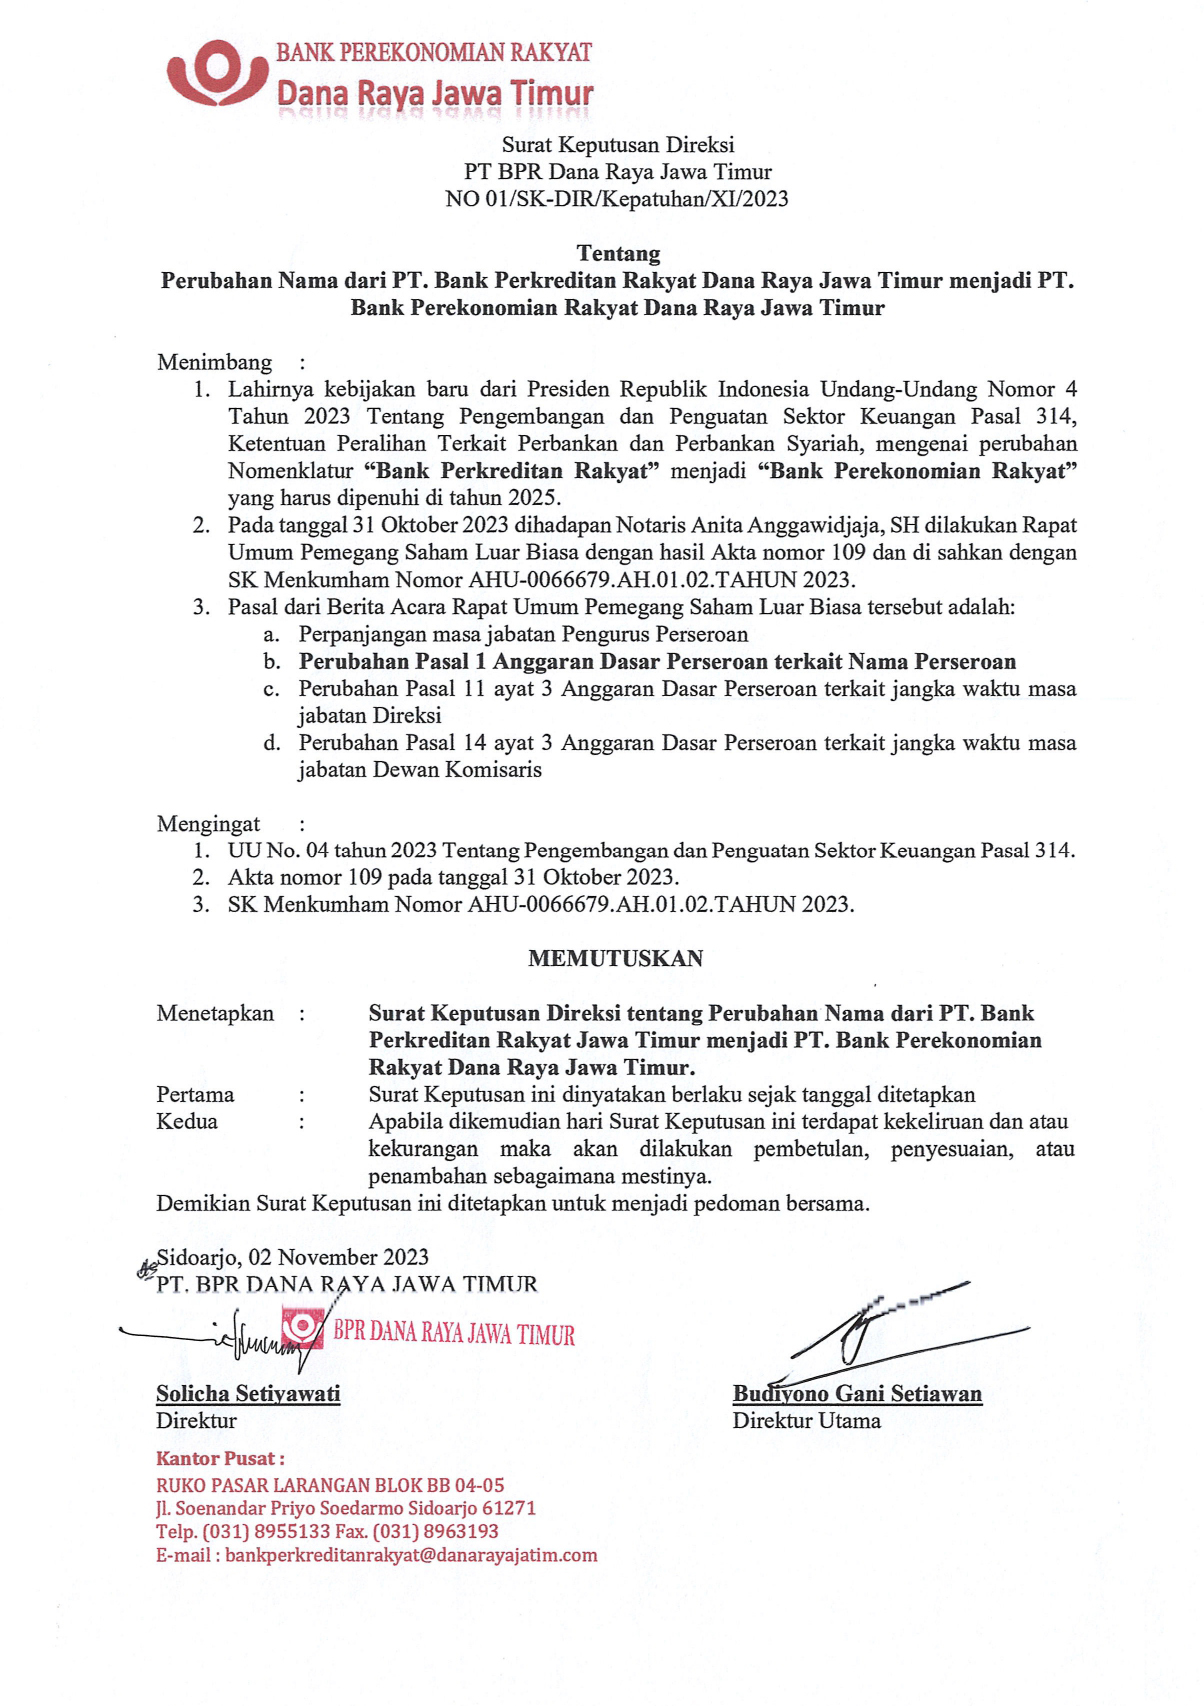 BANK PEREKONOMIAN RAKYAT
Dana Raya Jawa Timur
Surat Keputusan Direksi
PT BPR Dana Raya Jawa Timur
NO 01/SK-DIR/Kepatuhan/XI/2023
Tentang
Perubahan Nama dari PT. Bank Perkreditan Rakyat Dana Raya Jawa Timur menjadi PT.
Bank Perekonomian Rakyat Dana Raya Jawa Timur
Menimbang :
1. Lahirnya kebijakan baru dari Presiden Republik Indonesia Undang-Undang Nomor 4
Tahun 2023 Tentang Pengembangan dan Penguatan Sektor Keuangan Pasal 314,
Ketentuan Peralihan Terkait Perbankan dan Perbankan Syariah, mengenai perubahan
Nomenklatur “Bank Perkreditan Rakyat” menjadi “Bank Perekonomian Rakyat”
yang harus dipenuhi di tahun 2025.
2. Pada tanggal 31 Oktober 2023 dihadapan Notaris Anita Anggawidjaja, SH dilakukan Rapat
Umum Pemegang Saham Luar Biasa dengan hasil Akta nomor 109 dan di sahkan dengan
SK Menkumham Nomor AHU-0066679.AH.01.02.TAHUN 2023.
3. Pasal dari Berita Acara Rapat Umum Pemegang Saham Luar Biasa tersebut adalah:
a. Perpanjangan masa jabatan Pengurus Perseroan
b. Perubahan Pasal 1 Anggaran Dasar Perseroan terkait Nama Perseroan
c. Perubahan Pasal 11 ayat 3 Anggaran Dasar Perseroan terkait jangka waktu masa
jabatan Direksi
d. Perubahan Pasal 14 ayat 3 Anggaran Dasar Perseroan terkait jangka waktu masa
jabatan Dewan Komisaris
Mengingat :
1. UU No. 04 tahun 2023 Tentang Pengembangan dan Penguatan Sektor Keuangan Pasal 314.
2. Akta nomor 109 pada tanggal 31 Oktober 2023.
3. SK Menkumham Nomor AHU-0066679.AH.01.02.TAHUN 2023.
MEMUTUSKAN
Menetapkan : Surat Keputusan Direksi tentang Perubahan Nama dari PT. Bank
Perkreditan Rakyat Jawa Timur menjadi PT. Bank Perekonomian
Rakyat Dana Raya Jawa Timur.
Pertama : Surat Keputusan ini dinyatakan berlaku sejak tanggal ditetapkan
Kedua : Apabila dikemudian hari Surat Keputusan ini terdapat kekeliruan dan atau
kekurangan maka akan dilakukan pembetulan, penyesuaian, atau
penambahan sebagaimana mestinya.
Demikian Surat Keputusan ini ditetapkan untuk menjadi pedoman bersama.
Sidoarjo, 02 November 2023
PT. BPR DANA RAYA JAWA TIMUR
BPR DANA RAYA JAWA TIMUR
Solicha Setiyawati
Direktur
Budiyono Gani Setiawan
Direktur Utama
Kantor Pusat :
RUKO PASAR LARANGAN BLOK BB 04-05
Jl. Soenandar Priyo Soedarmo Sidoarjo 61271
Telp. (031) 8955133 Fax. (031) 8963193
E-mail : bankperkreditanrakyat@danarayajatim.com